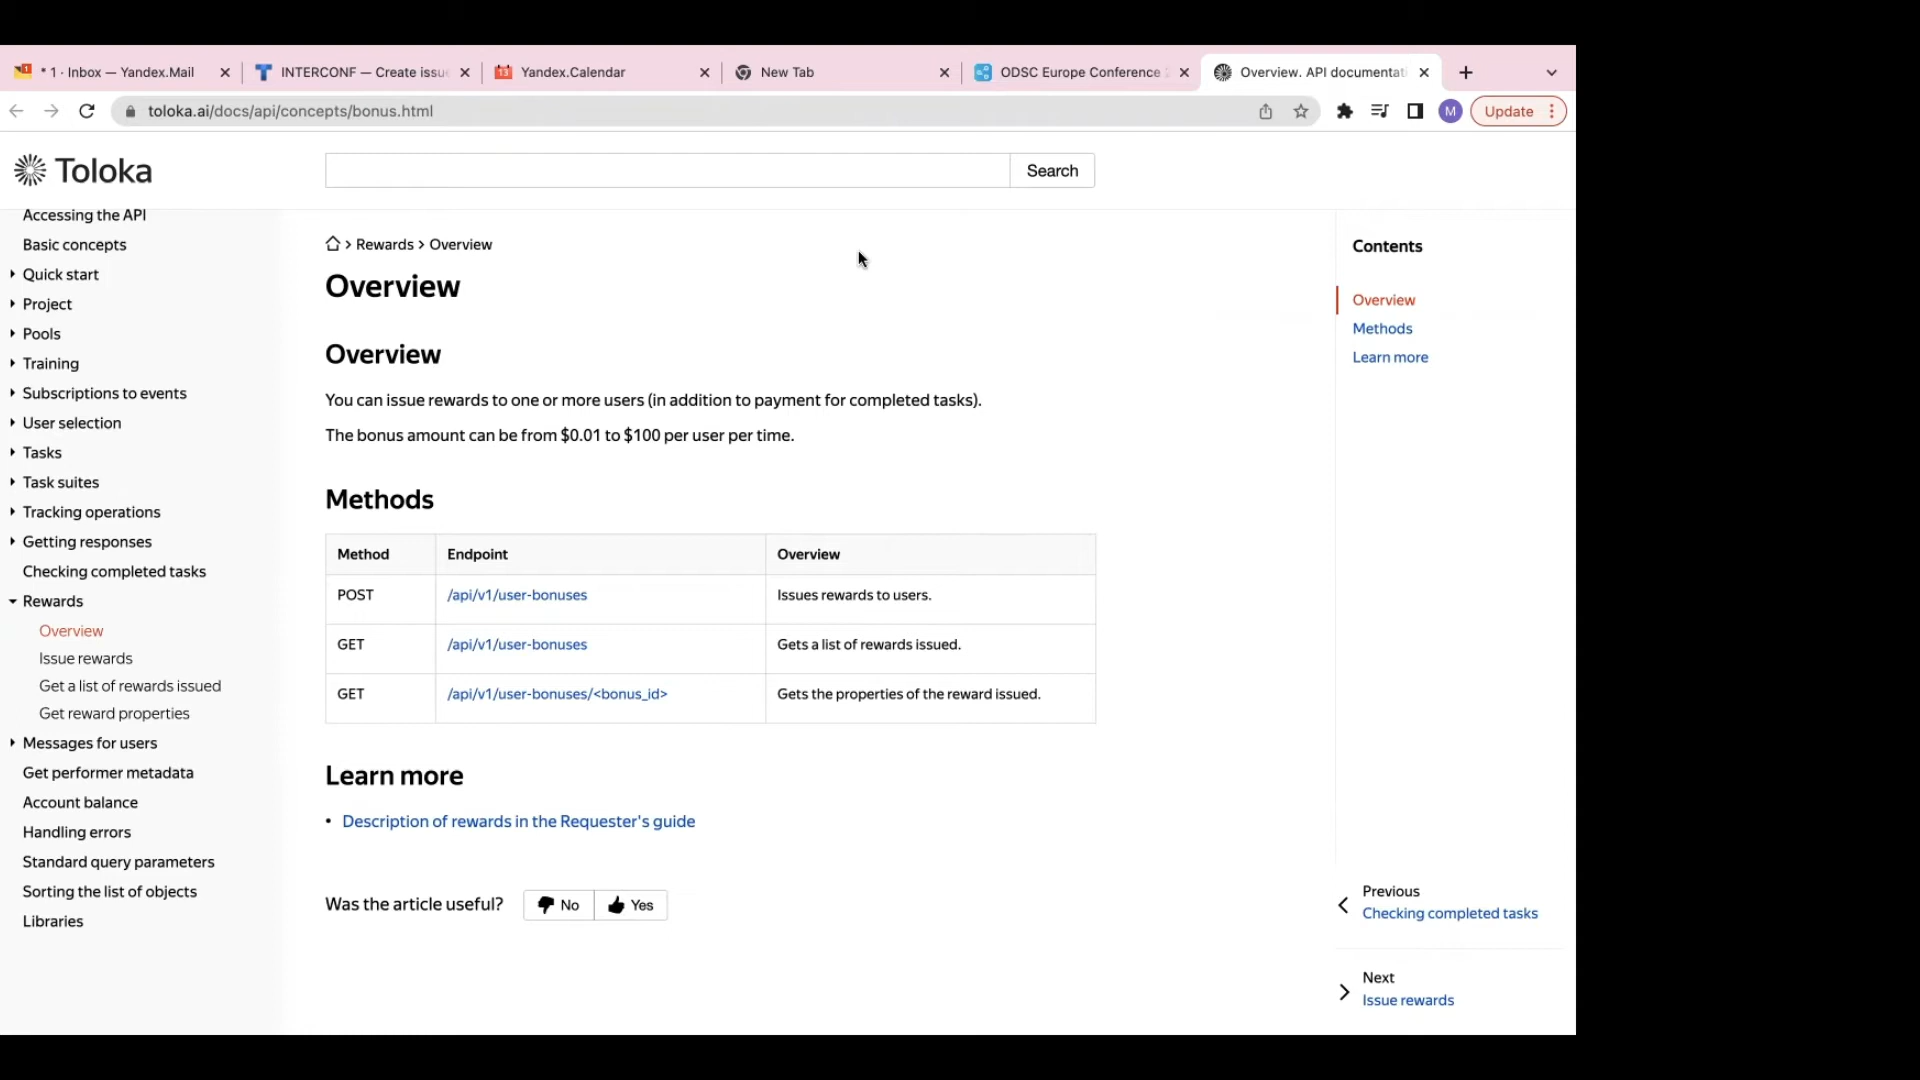 * 1 · Inbox — Yandex.Mail
INTERCONF — Create issu
Yandex.Calendar
New Tab
ODSC Europe Conference
Overview. API documentat
toloka.ai/docs/api/concepts/bonus.html
M
Update
Toloka
Search
Accessing the API
Basic concepts
Quick start
Project
Pools
Training
Subscriptions to events
User selection
Tasks
Task suites
Tracking operations
Getting responses
Checking completed tasks
Rewards
Overview
Issue rewards
Get a list of rewards issued
Get reward properties
Messages for users
Get performer metadata
Account balance
Handling errors
Standard query parameters
Sorting the list of objects
Libraries
> Rewards > Overview
Overview
Overview
You can issue rewards to one or more users (in addition to payment for completed tasks).
The bonus amount can be from $0.01 to $100 per user per time.
Methods
Method Endpoint Overview
POST /api/v1/user-bonuses Issues rewards to users.
GET /api/v1/user-bonuses Gets a list of rewards issued.
GET /api/v1/user-bonuses/<bonus_id> Gets the properties of the reward issued.
Learn more
• Description of rewards in the Requester's guide
Was the article useful? No Yes
Contents
Overview
Methods
Learn more
Previous
Checking completed tasks
Next
Issue rewards